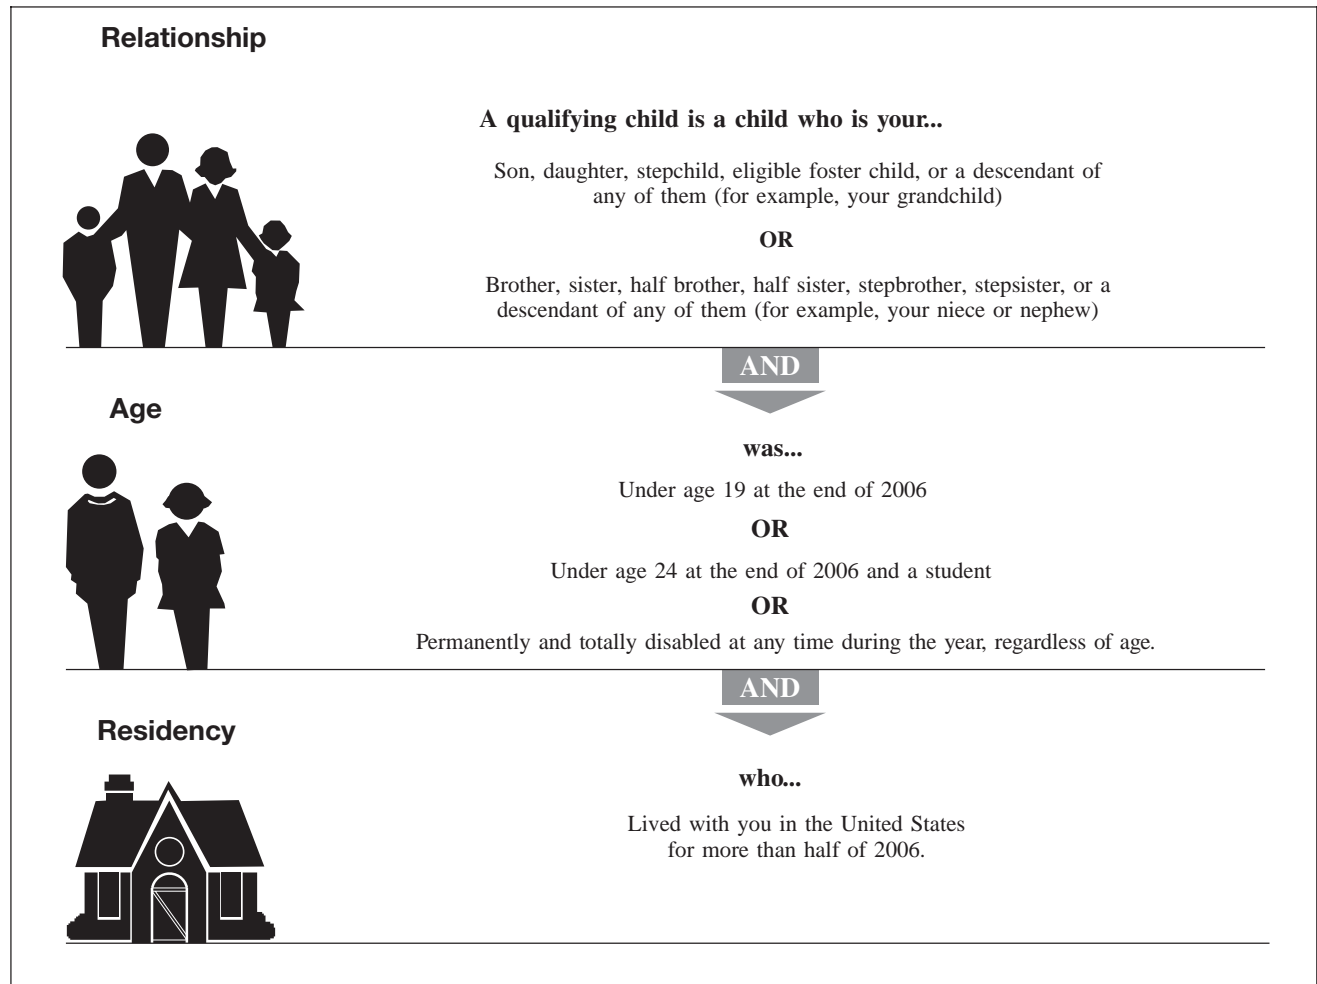 Relationship
A qualifying child is a child who is your...
Son, daughter, stepchild, eligible foster child, or a descendant of
any of them (for example, your grandchild)
OR
Brother, sister, half brother, half sister, stepbrother, stepsister, or a
descendant of any of them (for example, your niece or nephew)
AND
Age
was...
Under age 19 at the end of 2006
OR
Under age 24 at the end of 2006 and a student
OR
Permanently and totally disabled at any time during the year, regardless of age.
AND
Residency
who...
Lived with you in the United States
for more than half of 2006.